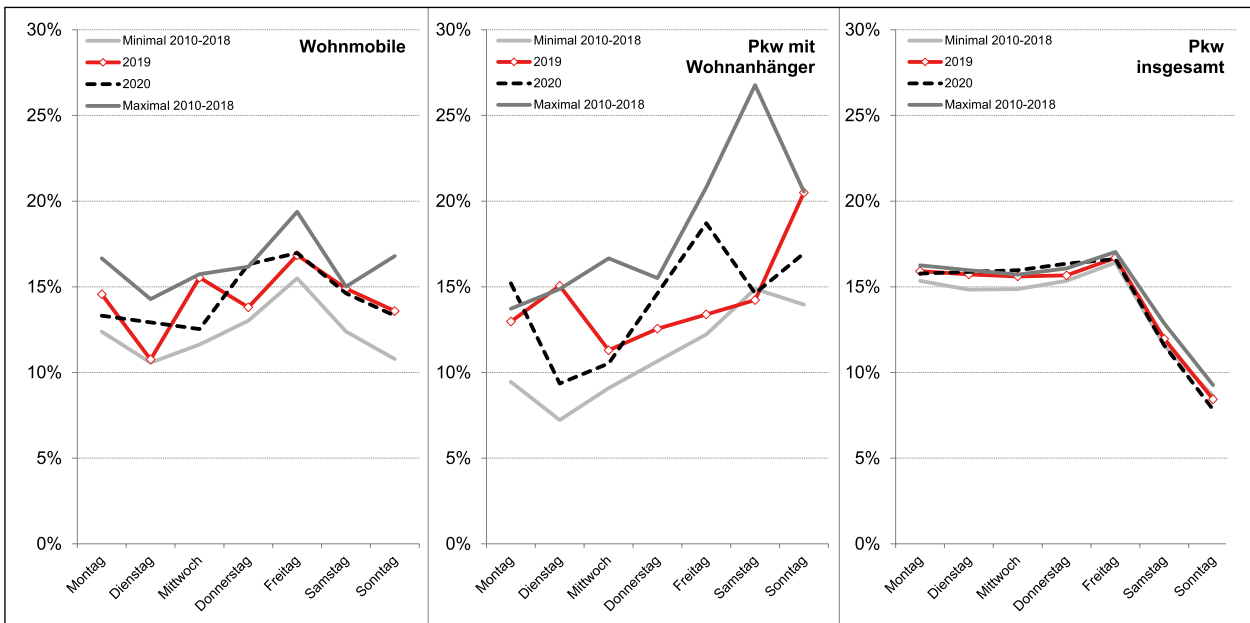 30%
25%
20%
15%
10%
5%
0%
Minimal 2010-2018
2019
2020
Maximal 2010-2018
Wohnmobile
Montag
Dienstag
Mittwoch
Donnerstag
Freitag
Samstag
Sonntag
30%
25%
20%
15%
10%
5%
0%
Minimal 2010-2018
2019
2020
Maximal 2010-2018
Pkw mit
Wohnanhänger
Montag
Dienstag
Mittwoch
Donnerstag
Freitag
Samstag
Sonntag
30%
25%
20%
15%
10%
5%
0%
Minimal 2010-2018
2019
2020
Maximal 2010-2018
Pkw
insgesamt
Montag
Dienstag
Mittwoch
Donnerstag
Freitag
Samstag
Sonntag